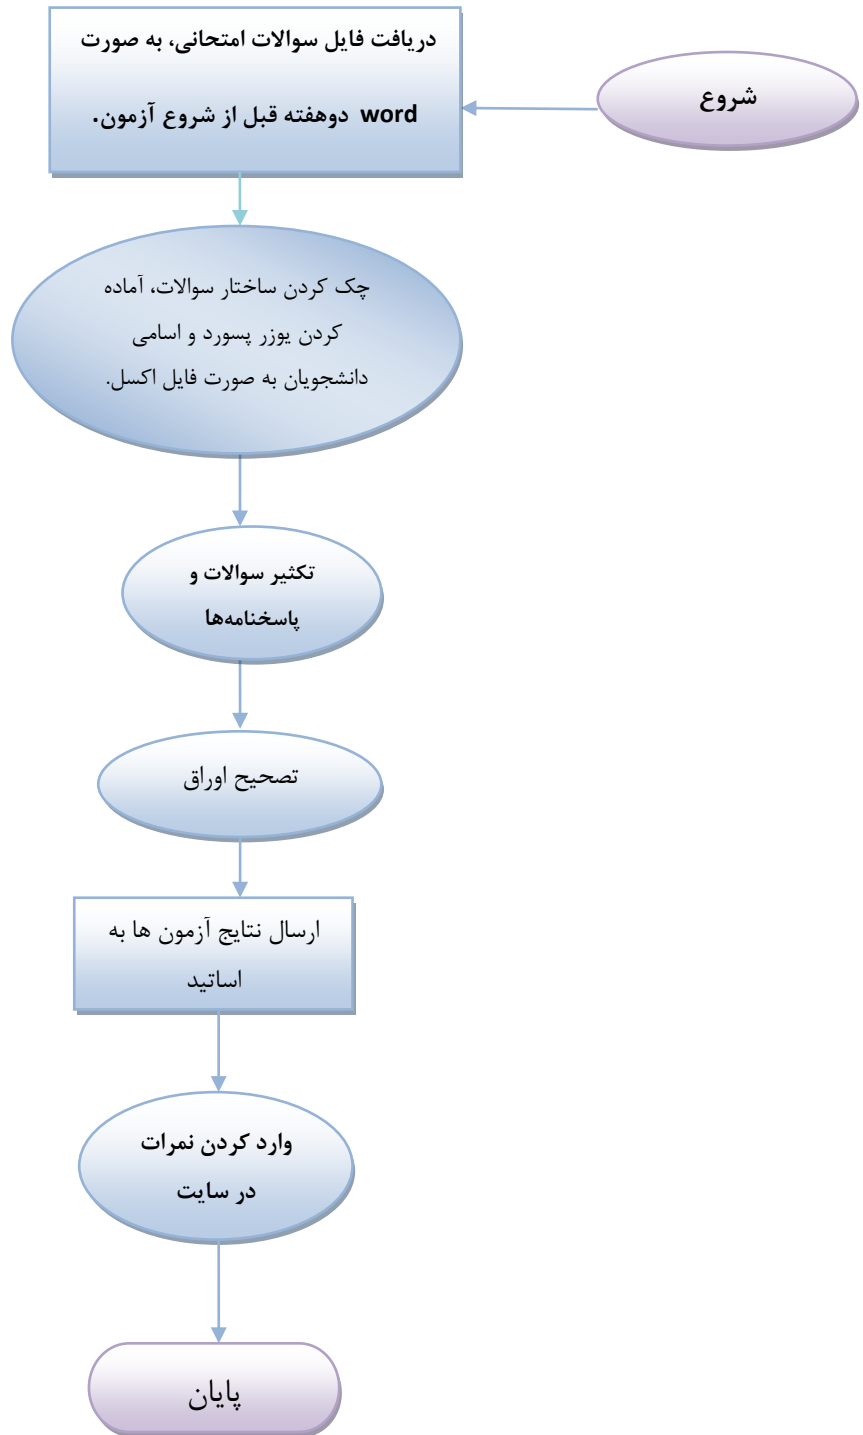 شروع
دریافت فایل سوالات امتحانی، به صورت
word دوهفته قبل از شروع آزمون.
چک کردن ساختار سوالات، آماده
کردن یوزر پسورد و اسامی
دانشجویان به صورت فایل اکسل.
تکثیر سوالات و
پاسخنامه‌ها
تصحیح اوراق
ارسال نتایج آزمون ها به
اساتید
وارد کردن نمرات
در سایت
پایان